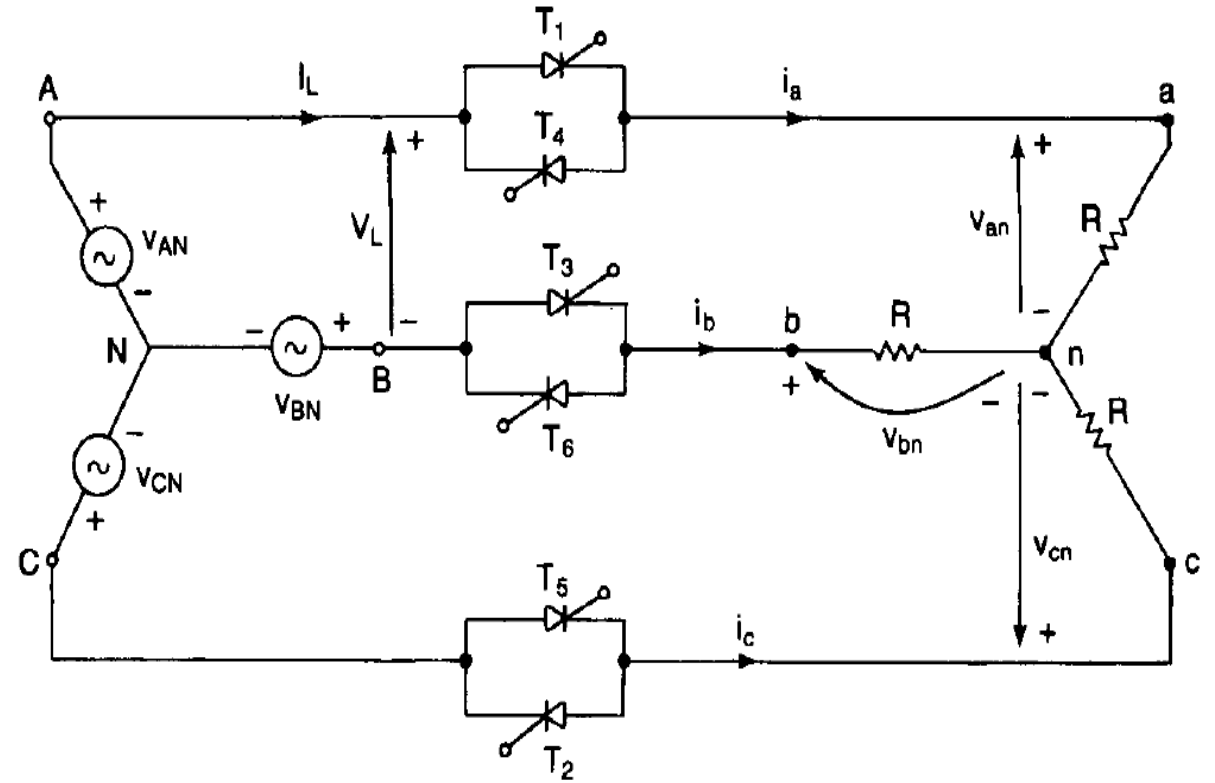 T1
A IL ia a
T4
+ + +
vAN VL van R
- T3 -
N - + - ib b R n
B + - -
vBN vbn R
- T6
vCN
+ vcn
C T5 c
ic +
T2